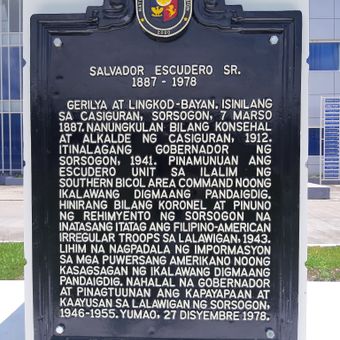 SALVADOR ESCUDERO SR.
1887 - 1978
GERILYA AT LINGKOD-BAYAN. ISINILANG
SA CASIGURAN, SORSOGON, 7 MARSO
1887. NANUNGKULAN BILANG KONSEHAL
AT ALKALDE NG CASIGURAN, 1912.
ITINALAGANG GOBERNADOR NG
SORSOGON, 1941. PINAMUNUAN ANG
ESCUDERO UNIT SA ILALIM NG
SOUTHERN BICOL AREA COMMAND NOONG
IKALAWANG DIGMAANG PANDAIGDIG.
HINIRANG BILANG KORONEL AT PINUNO
NG REHIMYENTO NG SORSOGON NA
INATASANG ITATAG ANG FILIPINO-AMERICAN
IRREGULAR TROOPS SA LALAWIGAN, 1943.
LIHIM NA NAGPADALA NG IMPORMASYON
SA MGA PUWERSANG AMERIKANO NOONG
KASAGSAGAN NG IKALAWANG DIGMAANG
PANDAIGDIG. NAHALAL NA GOBERNADOR
AT PINAGTUUNAN ANG KAPAYAPAAN AT
KAAYUSAN SA LALAWIGAN NG SORSOGON,
1946-1955. YUMAO, 27 DISYEMBRE 1978.